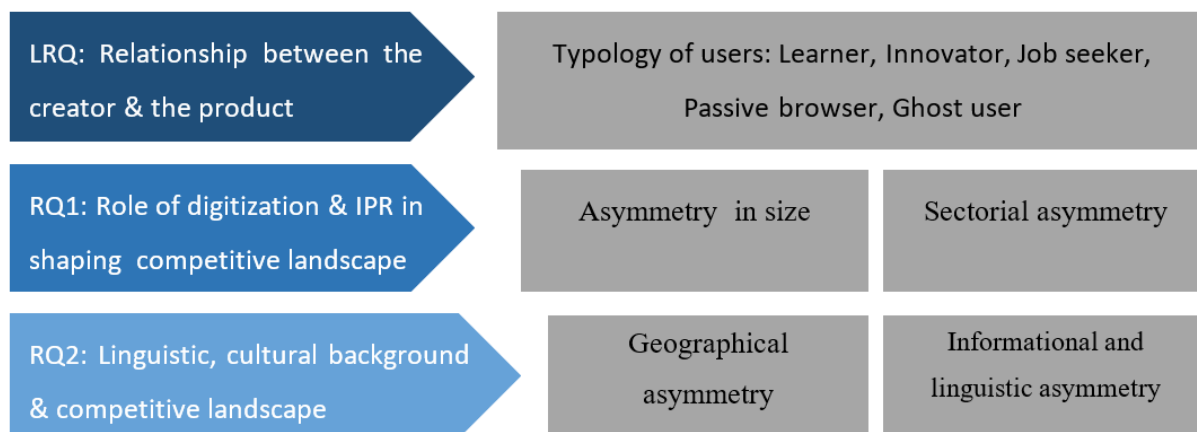 LRQ: Relationship between the
creator & the product
Typology of users: Learner, Innovator, Job seeker,
Passive browser, Ghost user
RQ1: Role of digitization & IPR in
shaping competitive landscape
Asymmetry in size
Sectorial asymmetry
RQ2: Linguistic, cultural background
& competitive landscape
Geographical
asymmetry
Informational and
linguistic asymmetry